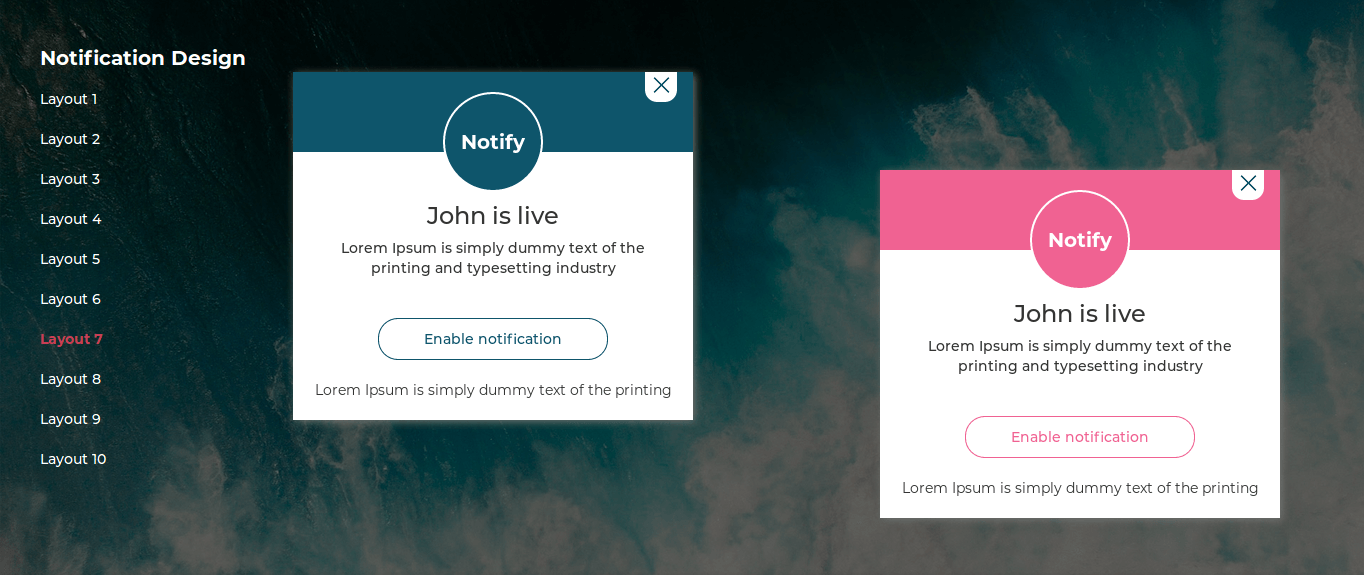 Notification Design
Layout 1
Layout 2
Layout 3
Layout 4
Layout 5
Layout 6
Layout 7
Layout 8
Layout 9
Layout 10
Notify
John is live
Lorem Ipsum is simply dummy text of the
printing and typesetting industry
Enable notification
Lorem Ipsum is simply dummy text of the printing
Notify
John is live
Lorem Ipsum is simply dummy text of the
printing and typesetting industry
Enable notification
Lorem Ipsum is simply dummy text of the printing